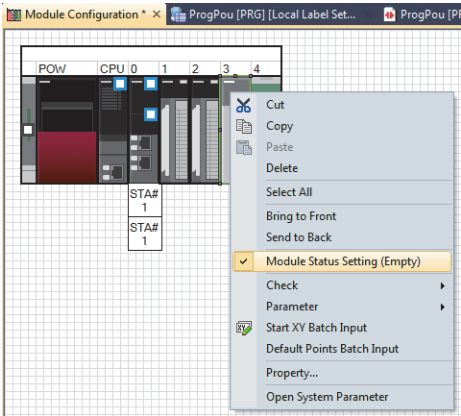 Module Configuration * × ProgPou [PRG] [Local Label Set... ProgPou [PR
POW CPU 0 1 2 3 4
Cut
Copy
Paste
Delete
Select All
Bring to Front
Send to Back
Module Status Setting (Empty)
Check
Parameter
XY Start XY Batch Input
Default Points Batch Input
Property...
Open System Parameter
STA#
1
STA#
1